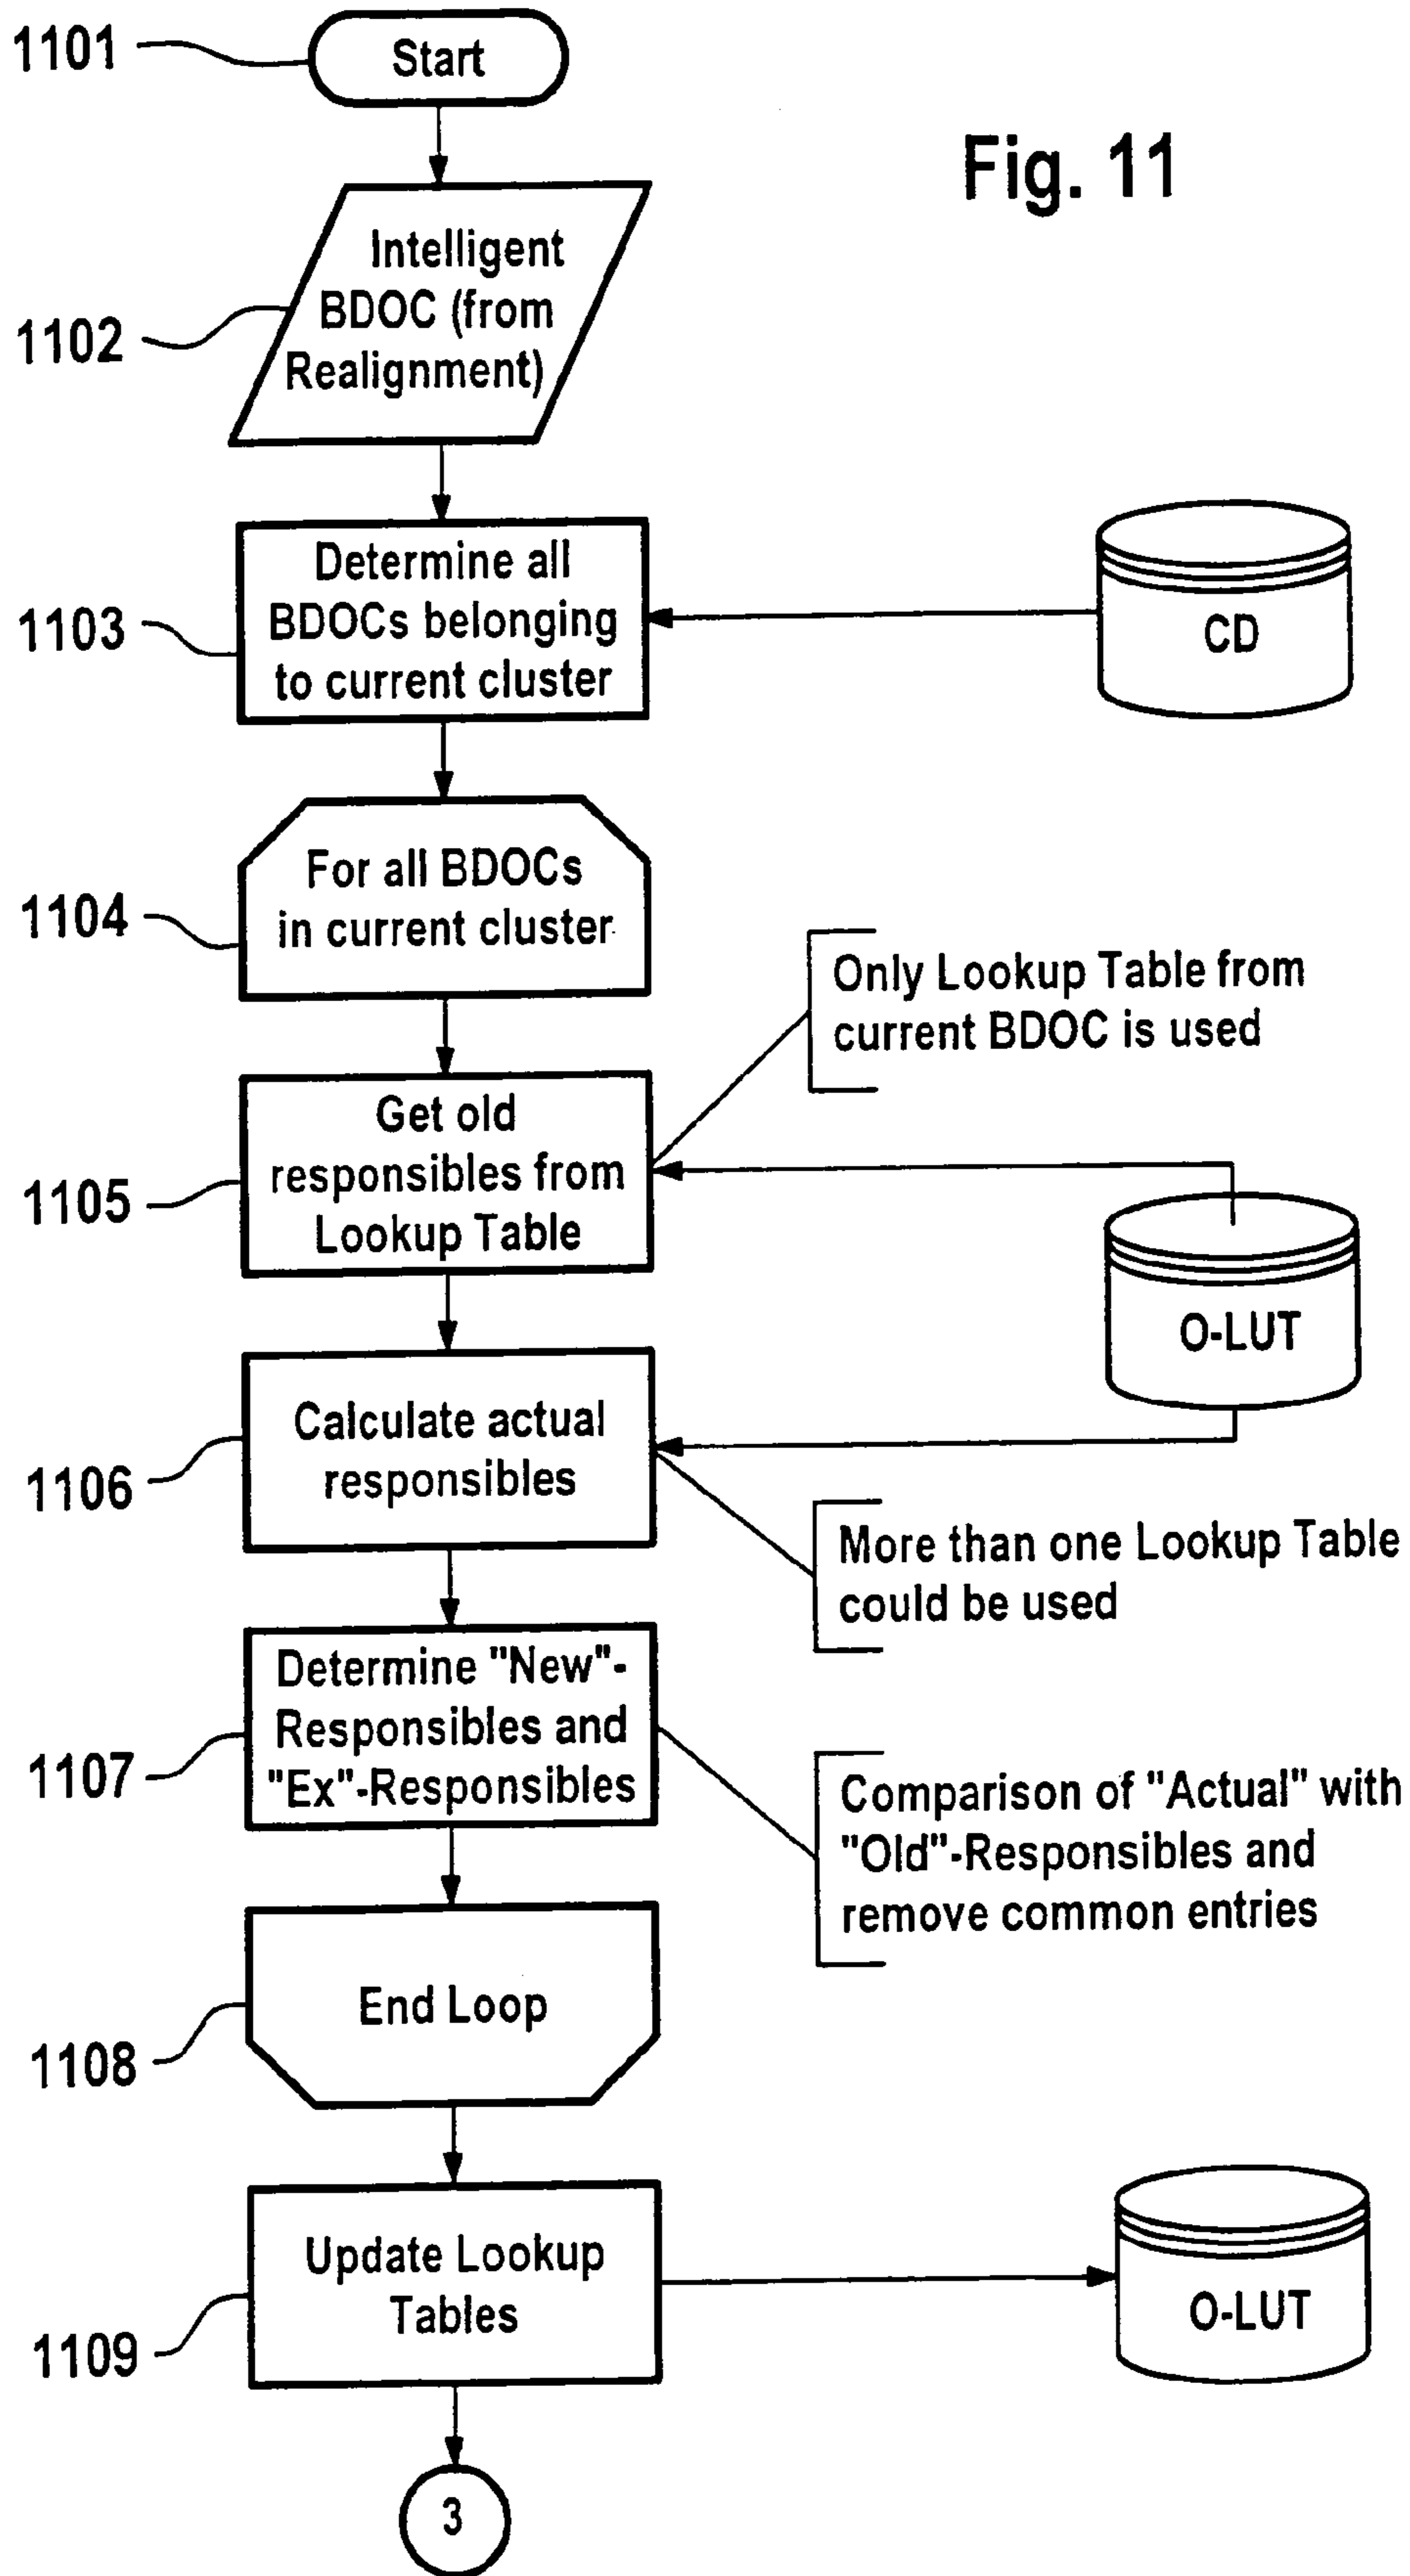 1101
Start
Fig. 11
Intelligent
BDOC (from
Realignment)
1102
Determine all
BDOCs belonging
to current cluster
1103
CD
For all BDOCs
in current cluster
1104
Only Lookup Table from
current BDOC is used
Get old
responsibles from
Lookup Table
1105
O-LUT
Calculate actual
responsibles
1106
More than one Lookup Table
could be used
Determine "New"-
Responsibles and
"Ex"-Responsibles
1107
Comparison of "Actual" with
"Old"-Responsibles and
remove common entries
End Loop
1108
Update Lookup
Tables
1109
O-LUT
3